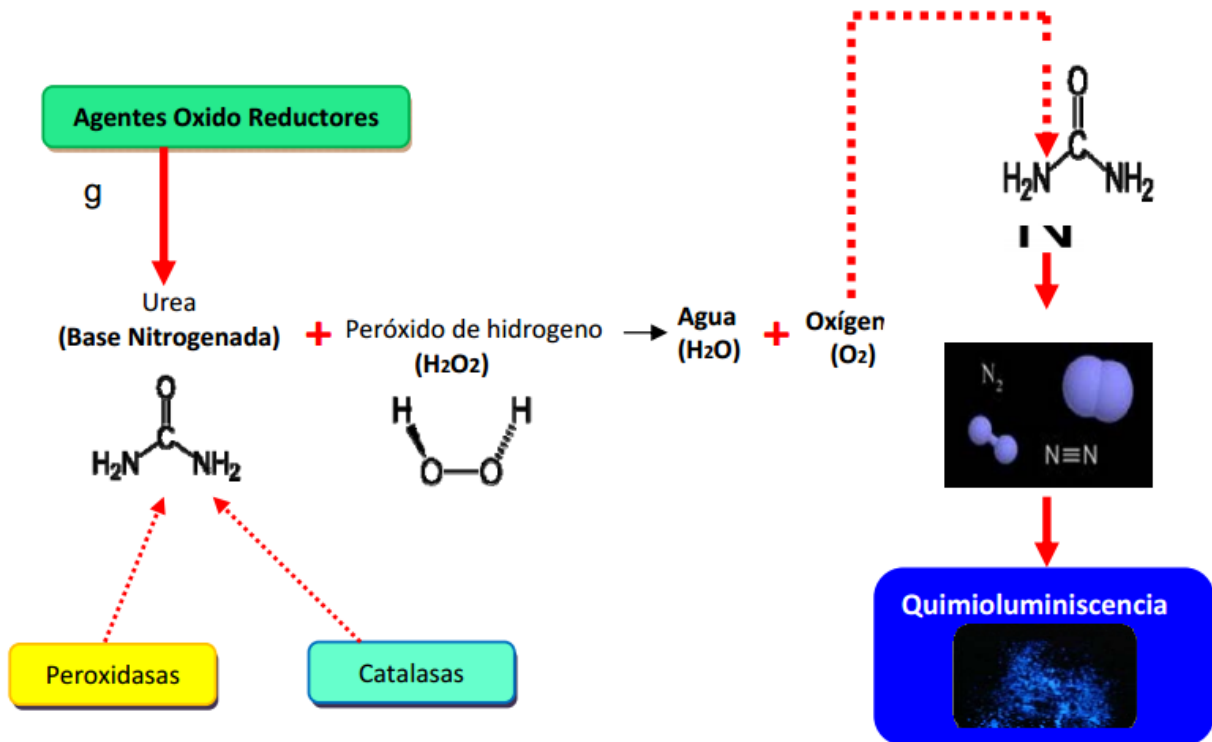 Agentes Oxido Reductores
g
Urea
(Base Nitrogenada)
+
Peróxido de hidrogeno
(H2O2)
Agua
(H2O)
+
Oxígen
(O2)
O
C
H2N
NH2
H
H
O
O
O
C
H2N
NH2
N2
N≡N
Peroxidasas
Catalasas
Quimioluminiscencia